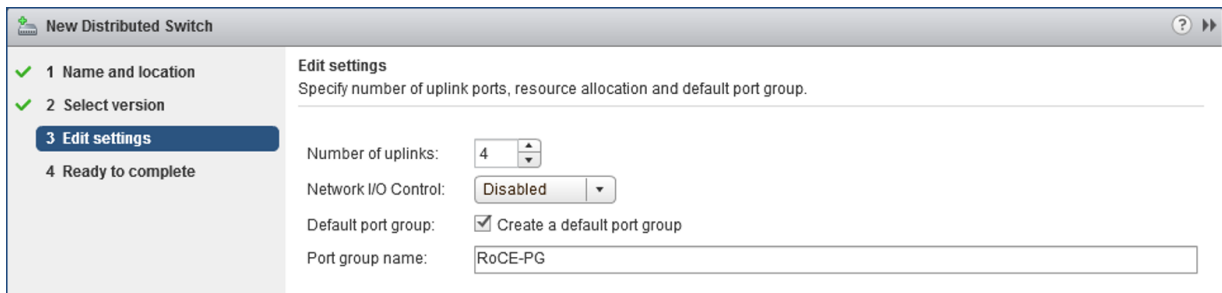 New Distributed Switch
?
1 Name and location
2 Select version
3 Edit settings
4 Ready to complete
Edit settings
Specify number of uplink ports, resource allocation and default port group.
Number of uplinks: 4
Network I/O Control: Disabled
Default port group: Create a default port group
Port group name: RoCE-PG